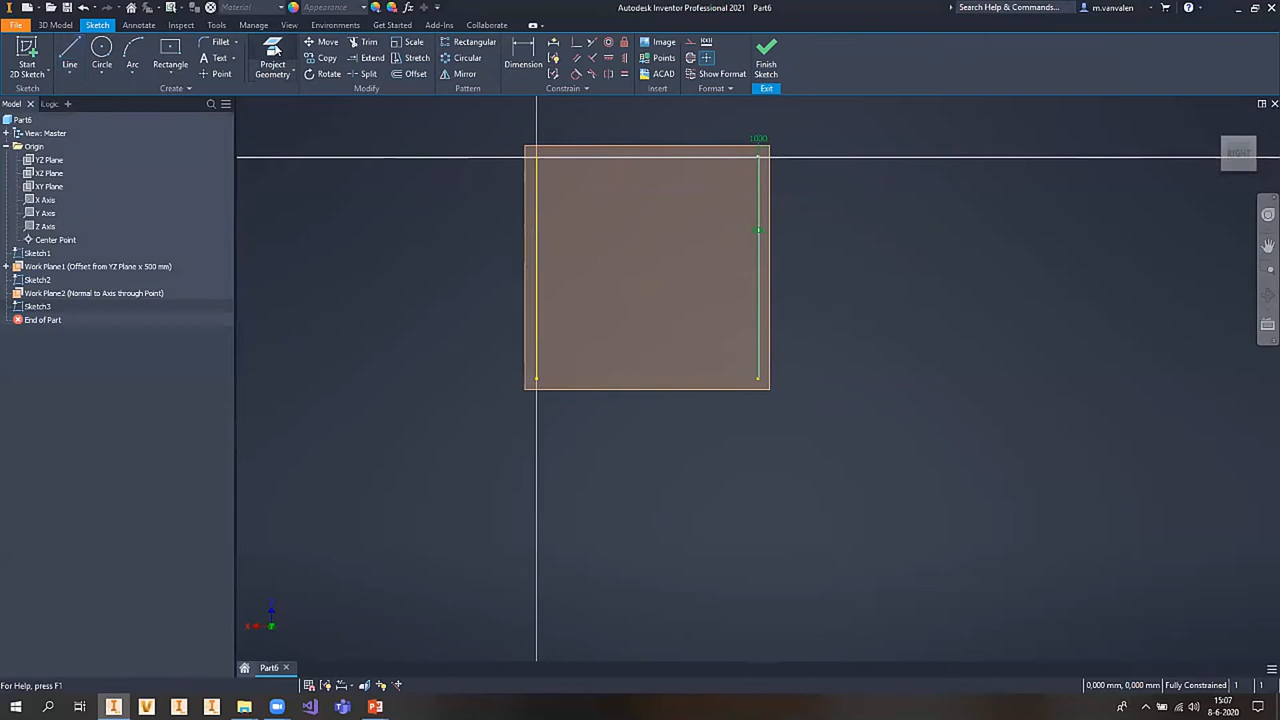 Material
Appearance
Autodesk Inventor Professional 2021 Part6
Search Help & Commands...
m.vanvalen
File
3D Model
Sketch
Annotate
Inspect
Tools
Manage
View
Environments
Get Started
Add-Ins
Collaborate
Start
2D Sketch
Line
Circle
Arc
Rectangle
Fillet
Text
Point
Project
Geometry
Move
Copy
Rotate
Trim
Extend
Split
Scale
Stretch
Offset
Rectangular
Circular
Mirror
Dimension
Image
Points
ACAD
Show Format
Finish
Sketch
Sketch
Create
Modify
Pattern
Constrain
Insert
Format
Exit
Model
iLogic
Part6
View: Master
Origin
YZ Plane
XZ Plane
XY Plane
X Axis
Y Axis
Z Axis
Center Point
Sketch1
Work Plane1 (Offset from YZ Plane x 500 mm)
Sketch2
Work Plane2 (Normal to Axis through Point)
Sketch3
End of Part
1000
RIGHT
Part6
For Help, press F1
0,000 mm, 0,000 mm
Fully Constrained
1
1
15:07
8-6-2020